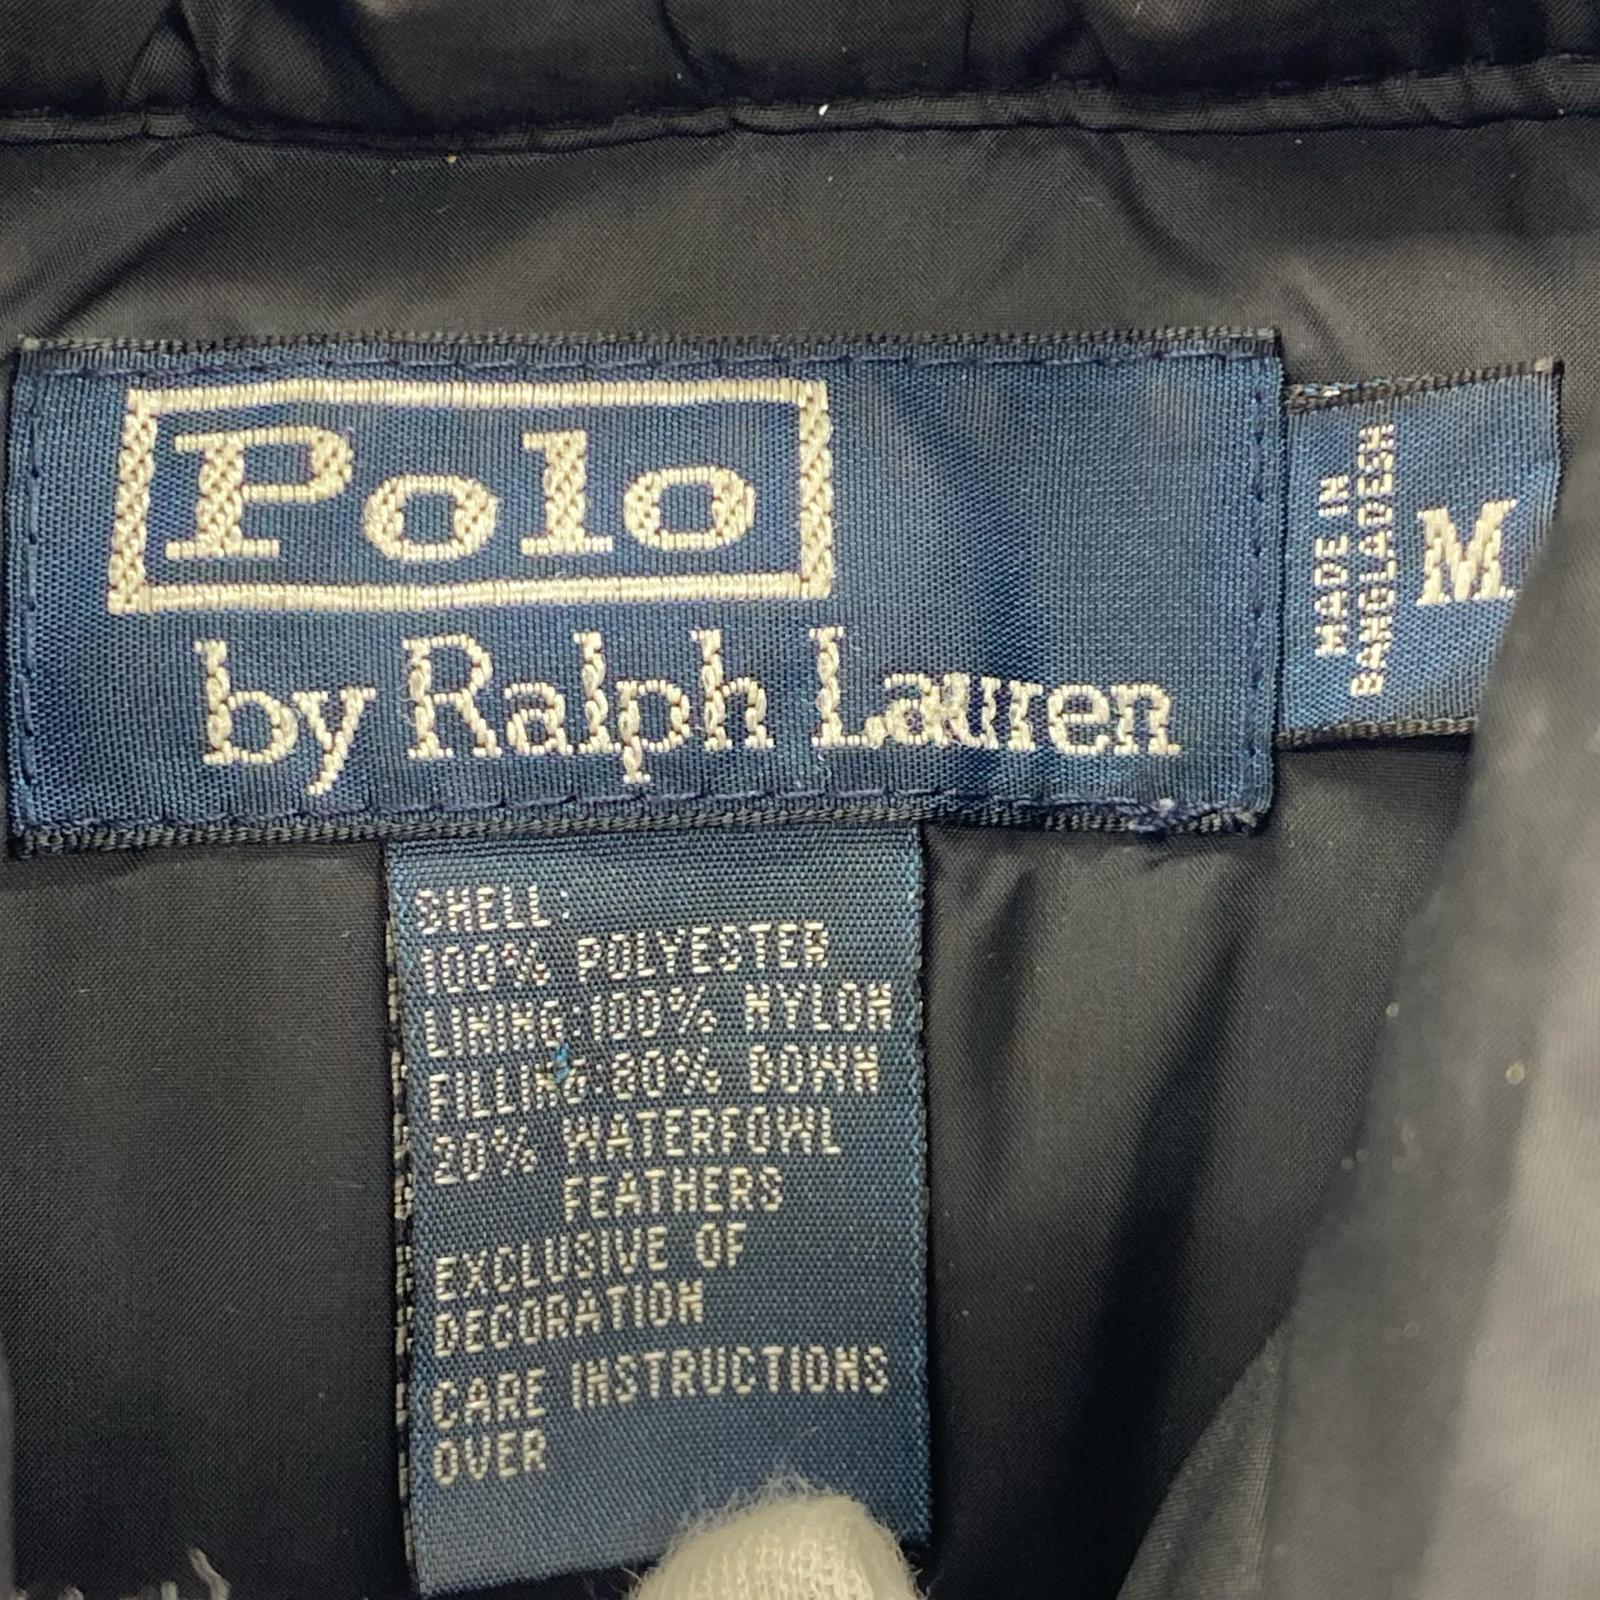 Polo
by Ralph Lauren
MADE IN
BANGLADESH
M
SHELL:
100% POLYESTER
LINING:100% NYLON
FILLING:80% DOWN
20% WATERFOWL
FEATHERS
EXCLUSIVE OF
DECORATION
CARE INSTRUCTIONS
OVER